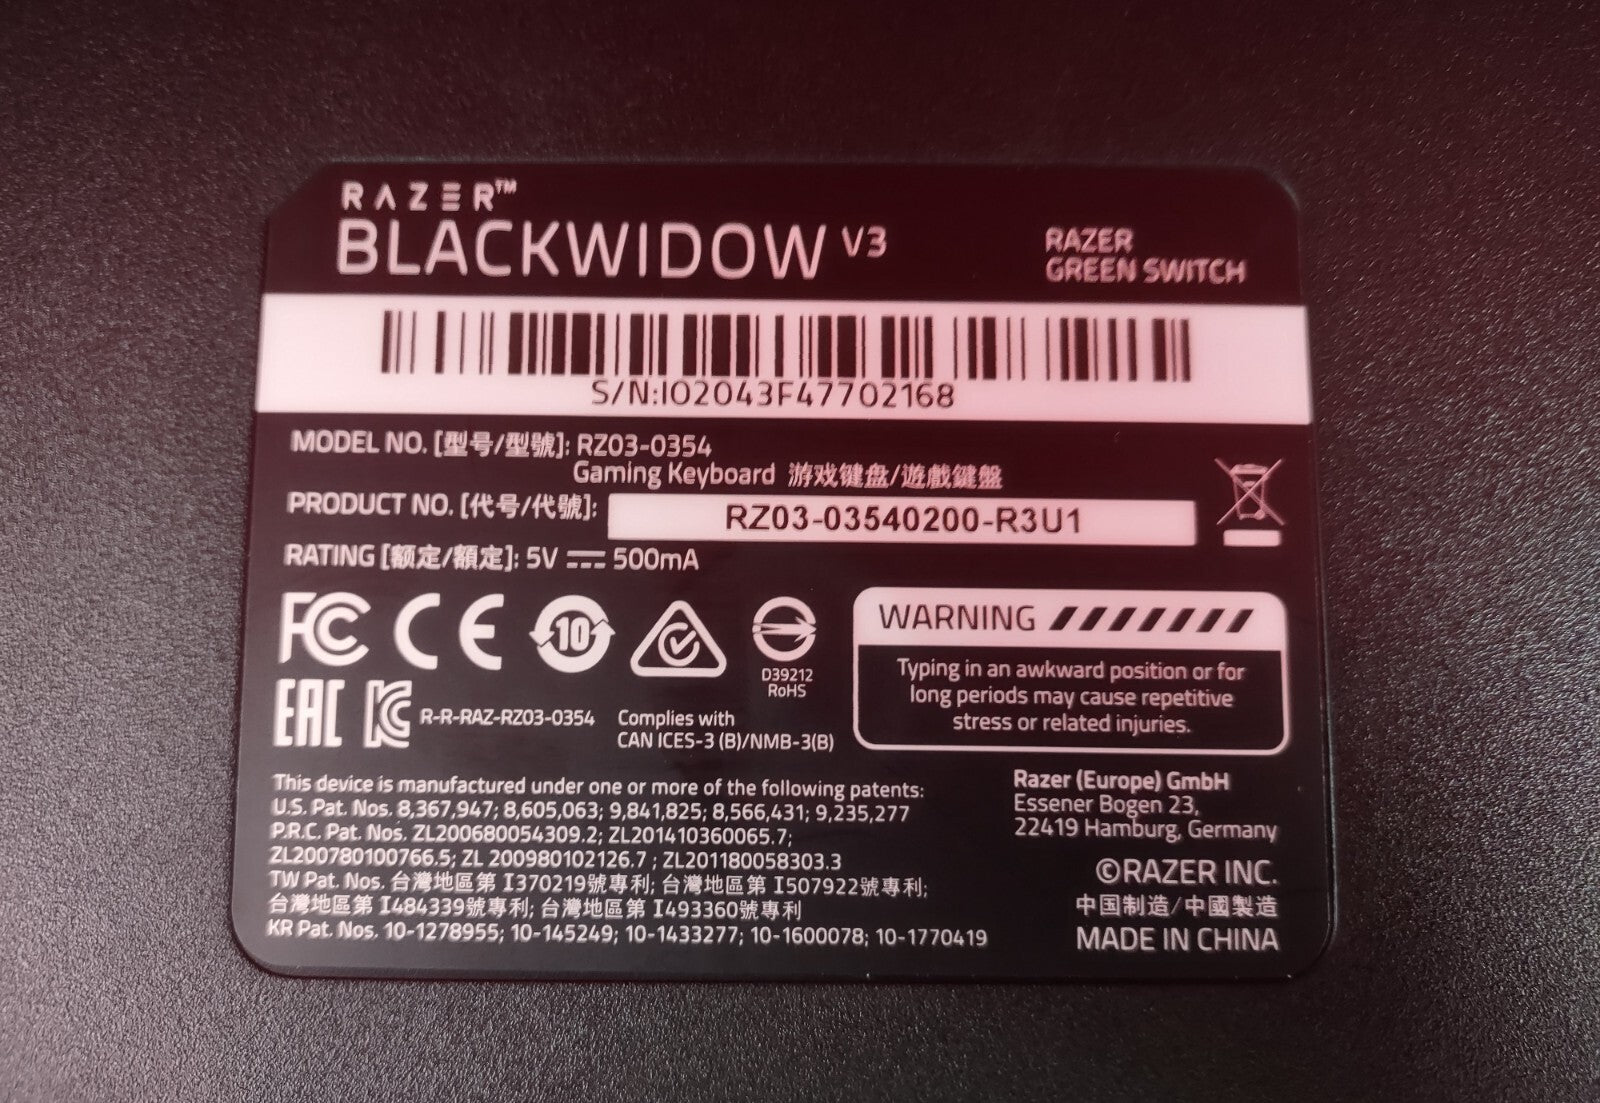 RAZER™
BLACKWIDOW V3
RAZER
GREEN SWITCH
S/N:IO2043F47702168
MODEL NO. [型号/型號]: RZ03-0354
Gaming Keyboard 游戏键盘/遊戲鍵盤
PRODUCT NO. [代号/代號]: RZ03-03540200-R3U1
RATING [额定/額定]: 5V ⎓ 500mA
FC CE 10
D39212
RoHS
EAC KC R-R-RAZ-RZ03-0354
Complies with
CAN ICES-3 (B)/NMB-3(B)
WARNING
Typing in an awkward position or for
long periods may cause repetitive
stress or related injuries.
This device is manufactured under one or more of the following patents:
U.S. Pat. Nos. 8,367,947; 8,605,063; 9,841,825; 8,566,431; 9,235,277
P.R.C. Pat. Nos. ZL200680054309.2; ZL201410360065.7;
ZL200780100766.5; ZL 200980102126.7 ; ZL201180058303.3
TW Pat. Nos. 台灣地區第 I370219號專利; 台灣地區第 I507922號專利;
台灣地區第 I484339號專利; 台灣地區第 I493360號專利
KR Pat. Nos. 10-1278955; 10-145249; 10-1433277; 10-1600078; 10-1770419
Razer (Europe) GmbH
Essener Bogen 23,
22419 Hamburg, Germany
©RAZER INC.
中国制造/中國製造
MADE IN CHINA